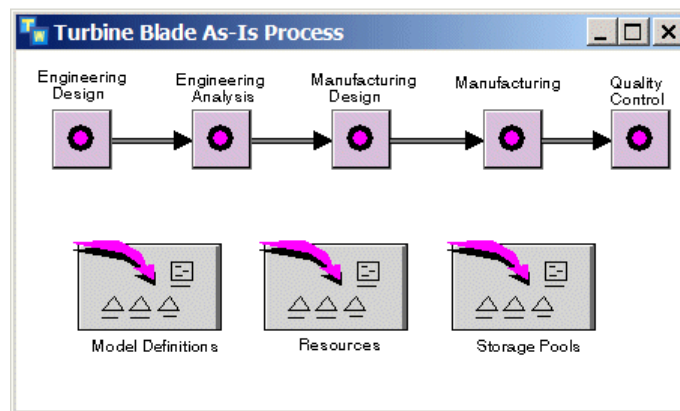 TW Turbine Blade As-Is Process
Engineering Design
Engineering Analysis
Manufacturing Design
Manufacturing
Quality Control
Model Definitions
Resources
Storage Pools